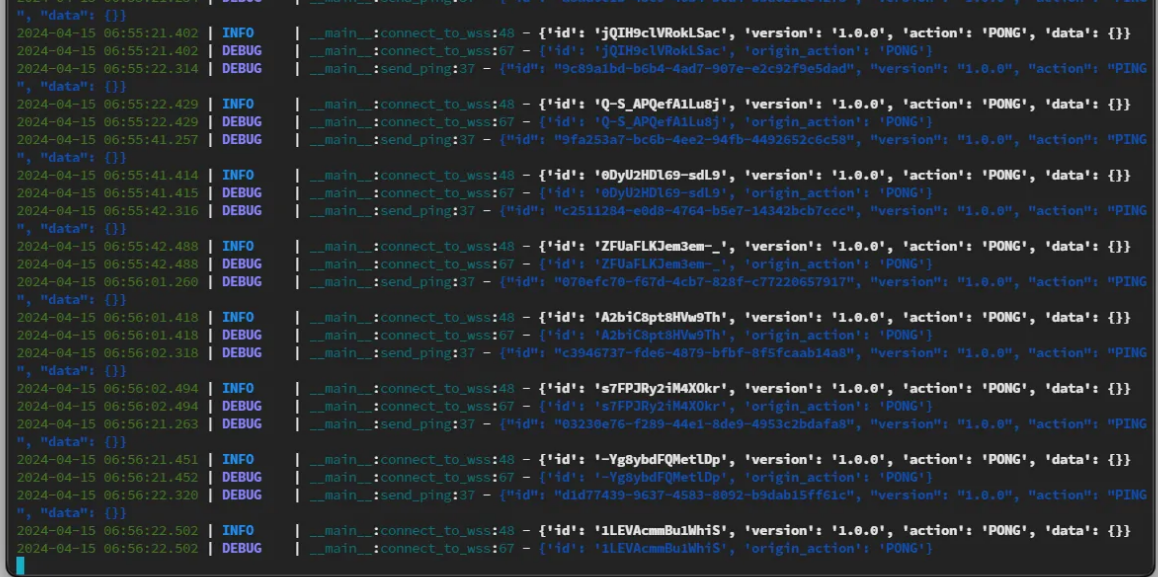 ", "data": {}}
2024-04-15 06:55:21.402 | INFO     | __main__:connect_to_wss:48 - {'id': 'jQIH9clVRokLSac', 'version': '1.0.0', 'action': 'PONG', 'data': {}}
2024-04-15 06:55:21.402 | DEBUG    | __main__:connect_to_wss:67 - {'id': 'jQIH9clVRokLSac', 'origin_action': 'PONG'}
2024-04-15 06:55:22.314 | DEBUG    | __main__:send_ping:37 - {"id": "9c89a1bd-b6b4-4ad7-907e-e2c92f9e5dad", "version": "1.0.0", "action": "PING
", "data": {}}
2024-04-15 06:55:22.429 | INFO     | __main__:connect_to_wss:48 - {'id': 'Q-S_APQefA1Lu8j', 'version': '1.0.0', 'action': 'PONG', 'data': {}}
2024-04-15 06:55:22.429 | DEBUG    | __main__:connect_to_wss:67 - {'id': 'Q-S_APQefA1Lu8j', 'origin_action': 'PONG'}
2024-04-15 06:55:41.257 | DEBUG    | __main__:send_ping:37 - {"id": "9fa253a7-bc6b-4ee2-94fb-4492652c6c58", "version": "1.0.0", "action": "PING
", "data": {}}
2024-04-15 06:55:41.414 | INFO     | __main__:connect_to_wss:48 - {'id': '0DyU2HDl69-sdL9', 'version': '1.0.0', 'action': 'PONG', 'data': {}}
2024-04-15 06:55:41.415 | DEBUG    | __main__:connect_to_wss:67 - {'id': '0DyU2HDl69-sdL9', 'origin_action': 'PONG'}
2024-04-15 06:55:42.316 | DEBUG    | __main__:send_ping:37 - {"id": "c2511284-e0d8-4764-b5e7-14342bcb7ccc", "version": "1.0.0", "action": "PING
", "data": {}}
2024-04-15 06:55:42.488 | INFO     | __main__:connect_to_wss:48 - {'id': 'ZFUaFLKJem3em-_', 'version': '1.0.0', 'action': 'PONG', 'data': {}}
2024-04-15 06:55:42.488 | DEBUG    | __main__:connect_to_wss:67 - {'id': 'ZFUaFLKJem3em-_', 'origin_action': 'PONG'}
2024-04-15 06:56:01.260 | DEBUG    | __main__:send_ping:37 - {"id": "070efc70-f67d-4cb7-828f-c77220657917", "version": "1.0.0", "action": "PING
", "data": {}}
2024-04-15 06:56:01.418 | INFO     | __main__:connect_to_wss:48 - {'id': 'A2biC8pt8HVw9Th', 'version': '1.0.0', 'action': 'PONG', 'data': {}}
2024-04-15 06:56:01.418 | DEBUG    | __main__:connect_to_wss:67 - {'id': 'A2biC8pt8HVw9Th', 'origin_action': 'PONG'}
2024-04-15 06:56:02.318 | DEBUG    | __main__:send_ping:37 - {"id": "c3946737-fde6-4879-bfbf-8f5fcaab14a8", "version": "1.0.0", "action": "PING
", "data": {}}
2024-04-15 06:56:02.494 | INFO     | __main__:connect_to_wss:48 - {'id': 's7FPJRy2iM4XOkr', 'version': '1.0.0', 'action': 'PONG', 'data': {}}
2024-04-15 06:56:02.494 | DEBUG    | __main__:connect_to_wss:67 - {'id': 's7FPJRy2iM4XOkr', 'origin_action': 'PONG'}
2024-04-15 06:56:21.263 | DEBUG    | __main__:send_ping:37 - {"id": "03230e76-f289-44e1-8de9-4953c2bdafa8", "version": "1.0.0", "action": "PING
", "data": {}}
2024-04-15 06:56:21.451 | INFO     | __main__:connect_to_wss:48 - {'id': '-Yg8ybdFQMetlDp', 'version': '1.0.0', 'action': 'PONG', 'data': {}}
2024-04-15 06:56:21.452 | DEBUG    | __main__:connect_to_wss:67 - {'id': '-Yg8ybdFQMetlDp', 'origin_action': 'PONG'}
2024-04-15 06:56:22.320 | DEBUG    | __main__:send_ping:37 - {"id": "d1d77439-9637-4583-8092-b9dab15ff61c", "version": "1.0.0", "action": "PING
", "data": {}}
2024-04-15 06:56:22.502 | INFO     | __main__:connect_to_wss:48 - {'id': '1LEVAcmmBu1WhiS', 'version': '1.0.0', 'action': 'PONG', 'data': {}}
2024-04-15 06:56:22.502 | DEBUG    | __main__:connect_to_wss:67 - {'id': '1LEVAcmmBu1WhiS', 'origin_action': 'PONG'}